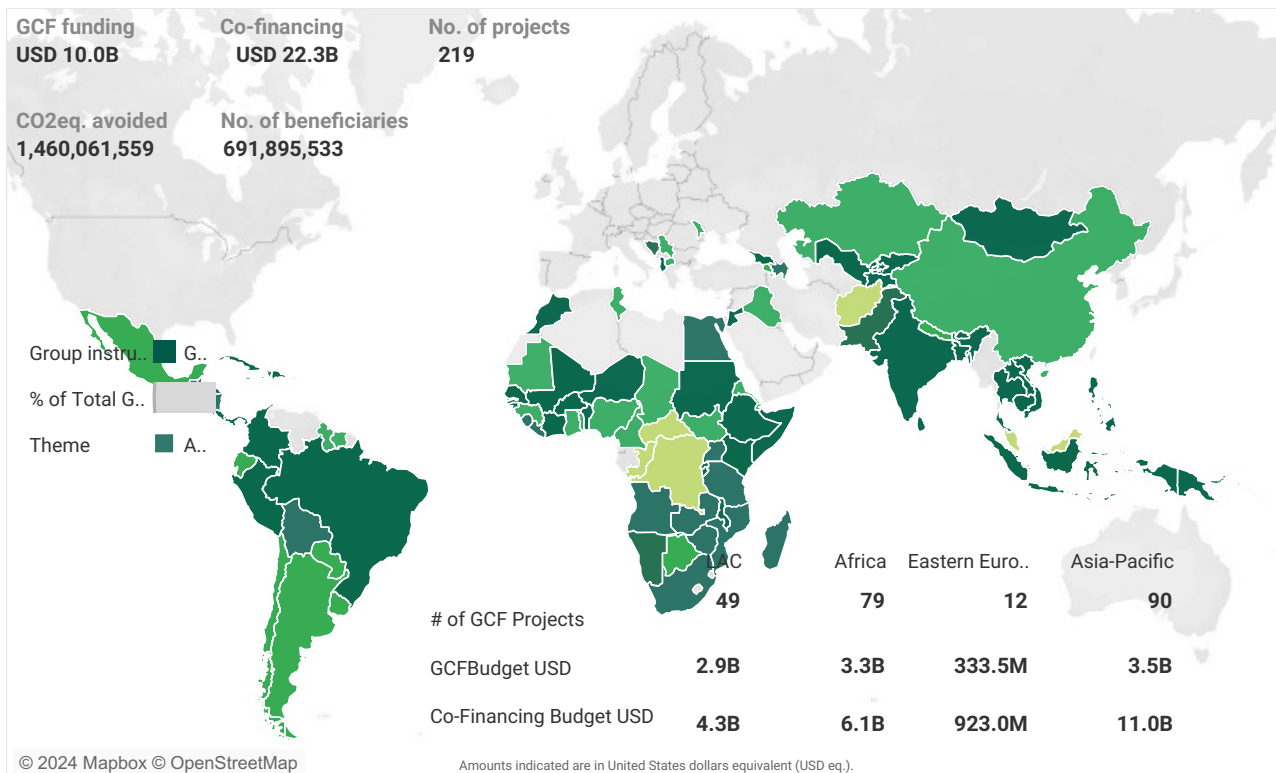 GCF funding Co-financing No. of projects
USD 10.0B USD 22.3B 219
CO2eq. avoided No. of beneficiaries
1,460,061,559 691,895,533
Group instru.. G..
% of Total G..
Theme A..
LAC Africa Eastern Euro.. Asia-Pacific
# of GCF Projects 49 79 12 90
GCFBudget USD 2.9B 3.3B 333.5M 3.5B
Co-Financing Budget USD 4.3B 6.1B 923.0M 11.0B
© 2024 Mapbox © OpenStreetMap
Amounts indicated are in United States dollars equivalent (USD eq.).